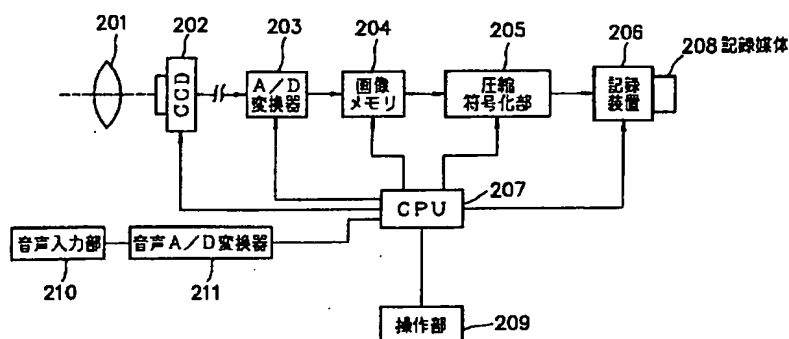 201
202
203
204
205
206
208 記録媒体
CCD
A/D
変換器
画像
メモリ
圧縮
符号化部
記録
装置
207
CPU
音声入力部
音声A/D変換器
210
211
操作部
209